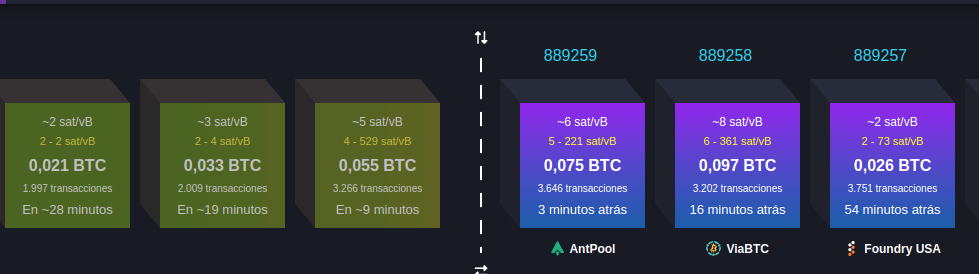 889259
889258
889257
~2 sat/vB
2 - 2 sat/vB
0,021 BTC
1.997 transacciones
En ~28 minutos
~3 sat/vB
2 - 4 sat/vB
0,033 BTC
2.009 transacciones
En ~19 minutos
~5 sat/vB
4 - 529 sat/vB
0,055 BTC
3.266 transacciones
En ~9 minutos
~6 sat/vB
5 - 221 sat/vB
0,075 BTC
3.646 transacciones
3 minutos atrás
AntPool
~8 sat/vB
6 - 361 sat/vB
0,097 BTC
3.202 transacciones
16 minutos atrás
ViaBTC
~2 sat/vB
2 - 73 sat/vB
0,026 BTC
3.751 transacciones
54 minutos atrás
Foundry USA